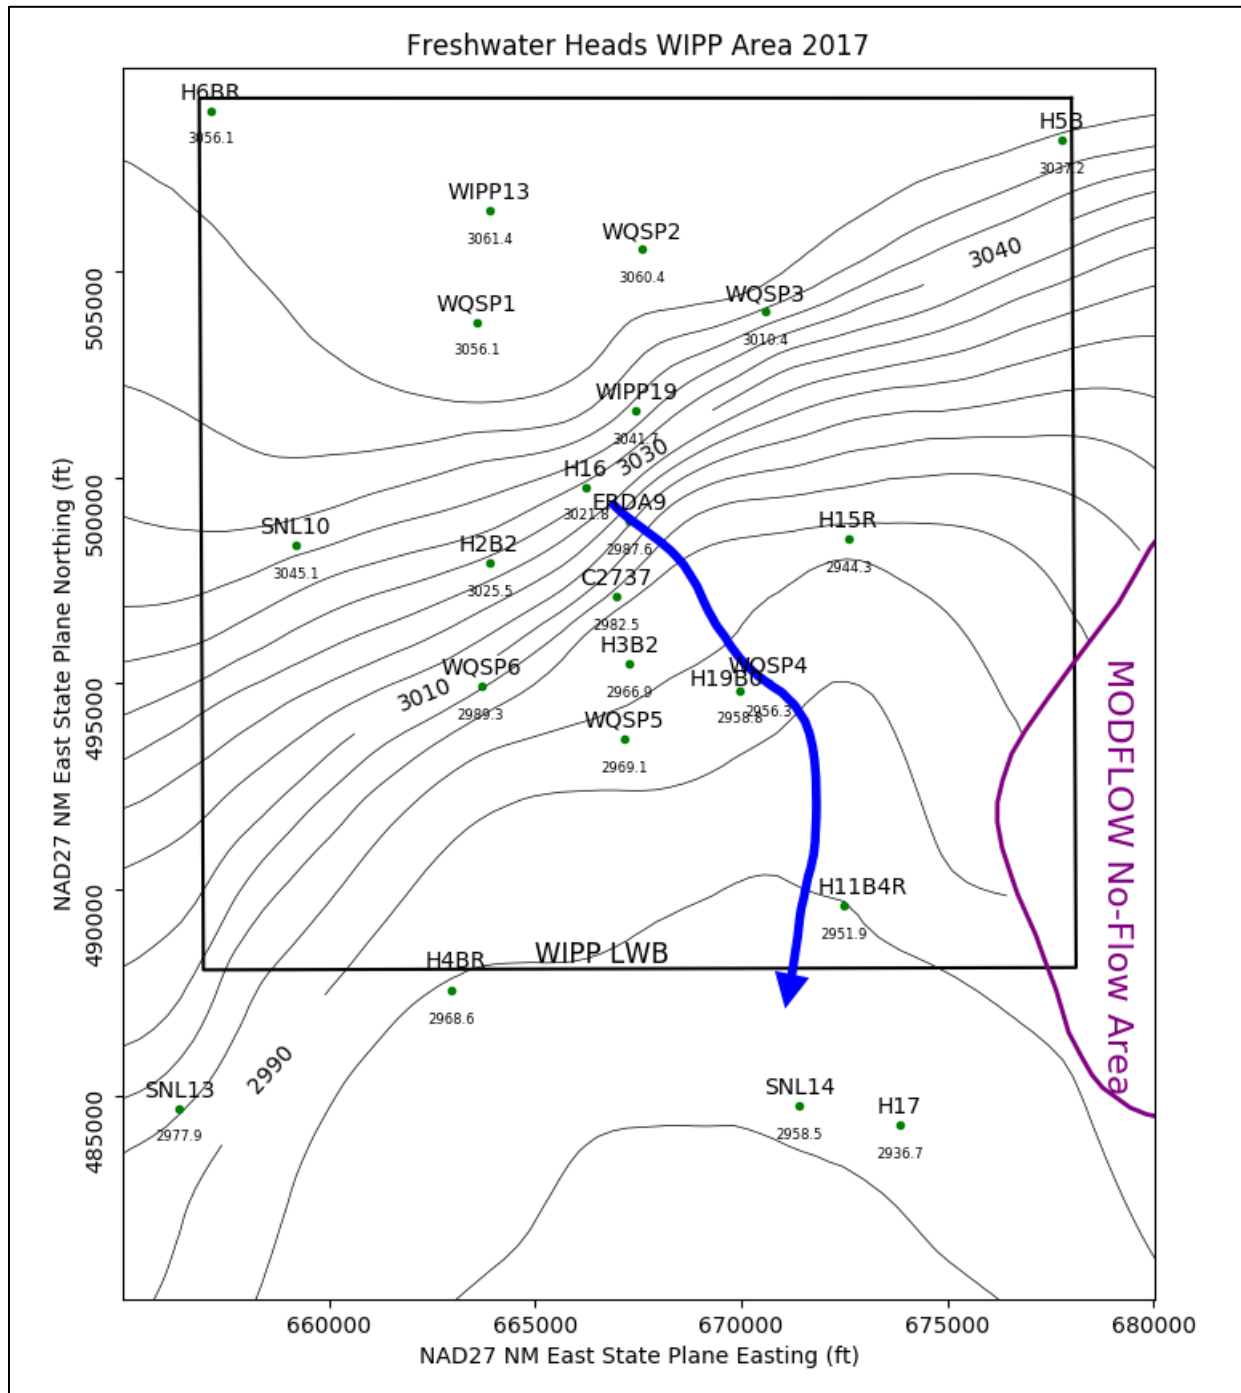 Freshwater Heads WIPP Area 2017
H6BR
3056.1
H5B
3037.2
WIPP13
3061.4
WQSP2
3060.4
3040
WQSP1
3056.1
WQSP3
3010.4
WIPP19
3041.7
3030
H16
3021.8
ERDA9
2987.6
SNL10
3045.1
H2B2
3025.5
H15R
2944.3
C2737
2982.5
H3B2
2966.9
WQSP6
2989.3
3010
WQSP4
2956.3
H19B0
2958.8
WQSP5
2969.1
MODFLOW No-Flow Area
H11B4R
2951.9
WIPP LWB
H4BR
2968.6
2990
SNL13
2977.9
SNL14
2958.5
H17
2936.7
505000
500000
495000
490000
485000
NAD27 NM East State Plane Northing (ft)
660000 665000 670000 675000 680000
NAD27 NM East State Plane Easting (ft)